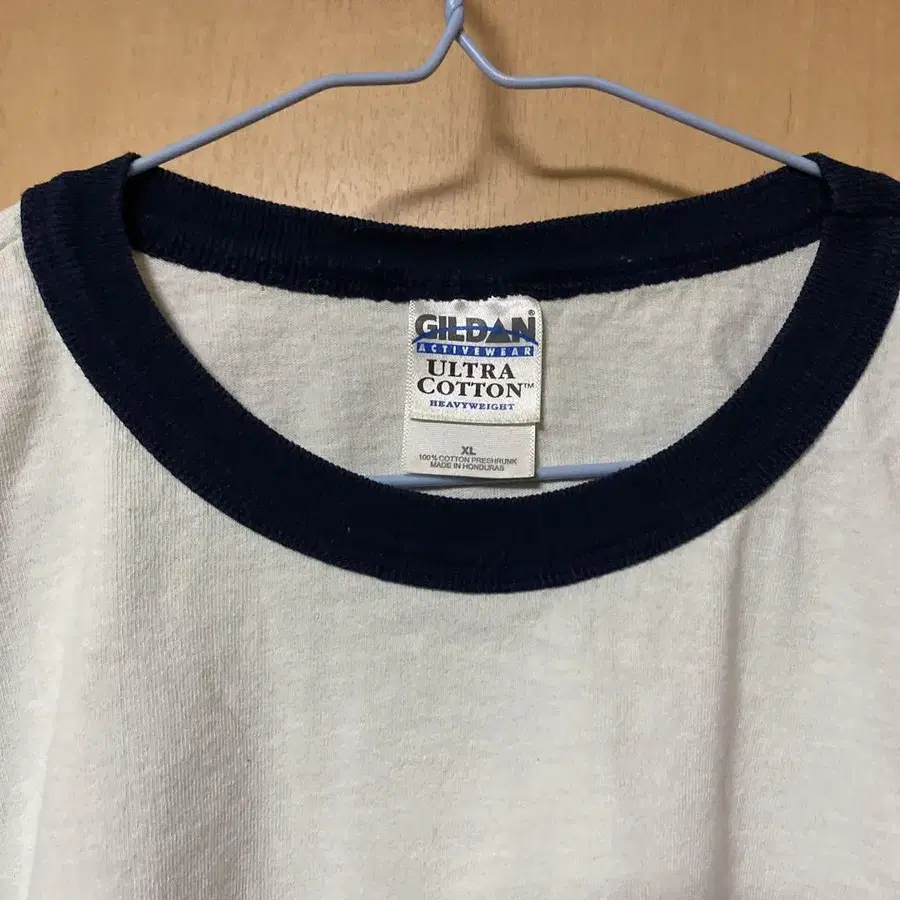 GILDAN®
ACTIVEWEAR
ULTRA
COTTON™
HEAVYWEIGHT
XL
100% COTTON PRESHRUNK
MADE IN HONDURAS